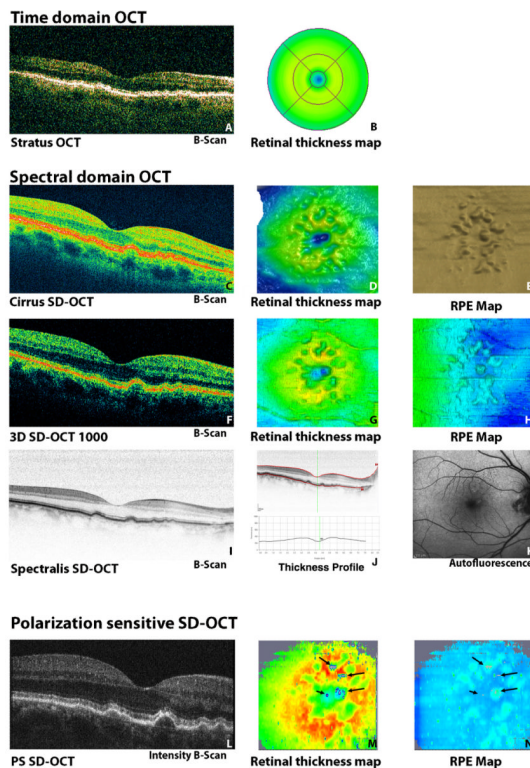 Time domain OCT
A
B
Stratus OCT
B-Scan
Retinal thickness map
Spectral domain OCT
C
D
E
Cirrus SD-OCT
B-Scan
Retinal thickness map
RPE Map
F
G
H
3D SD-OCT 1000
B-Scan
Retinal thickness map
RPE Map
I
J
Spectralis SD-OCT
B-Scan
Thickness Profile
Autofluorescence
Polarization sensitive SD-OCT
L
M
N
PS SD-OCT
Intensity B-Scan
Retinal thickness map
RPE Map